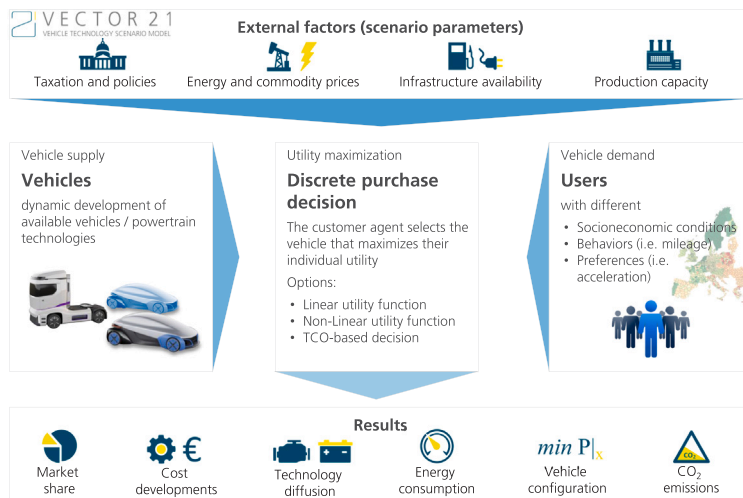 VECTOR 21
VEHICLE TECHNOLOGY SCENARIO MODEL
External factors (scenario parameters)
Taxation and policies
Energy and commodity prices
Infrastructure availability
Production capacity
Vehicle supply
Vehicles
dynamic development of
available vehicles / powertrain
technologies
Utility maximization
Discrete purchase
decision
The customer agent selects the
vehicle that maximizes their
individual utility
Options:
• Linear utility function
• Non-Linear utility function
• TCO-based decision
Vehicle demand
Users
with different
• Socioeconomic conditions
• Behaviors (i.e. mileage)
• Preferences (i.e.
acceleration)
Results
Market
share
€
Cost
developments
Technology
diffusion
Energy
consumption
min P|x
Vehicle
configuration
CO₂
CO₂
emissions